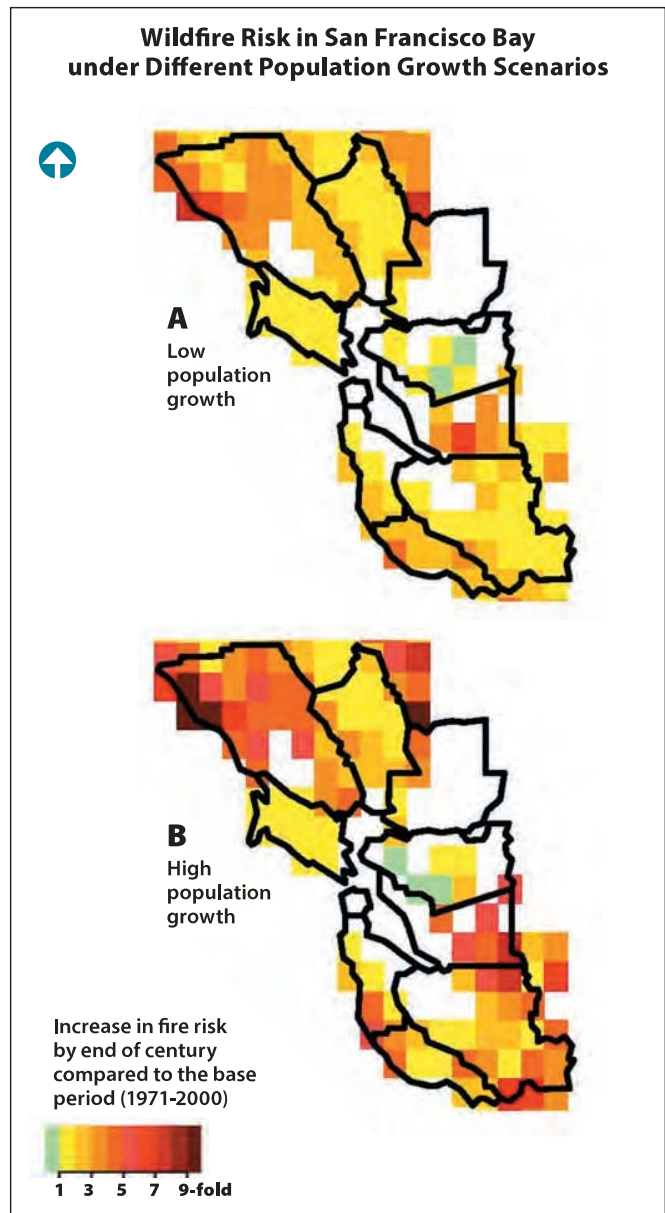 Wildfire Risk in San Francisco Bay
under Different Population Growth Scenarios
A
Low
population
growth
B
High
population
growth
Increase in fire risk
by end of century
compared to the base
period (1971-2000)
1 3 5 7 9-fold